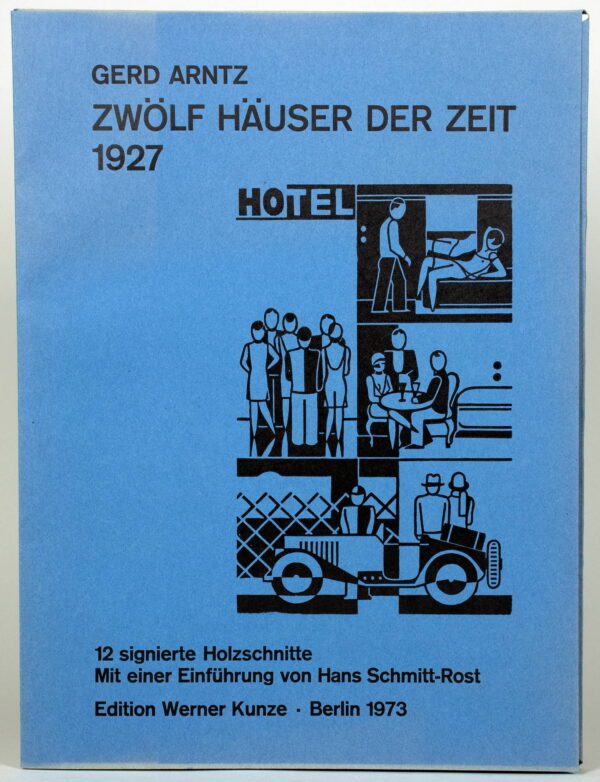 GERD ARNTZ
ZWÖLF HÄUSER DER ZEIT
1927
HOTEL
12 signierte Holzschnitte
Mit einer Einführung von Hans Schmitt-Rost
Edition Werner Kunze · Berlin 1973